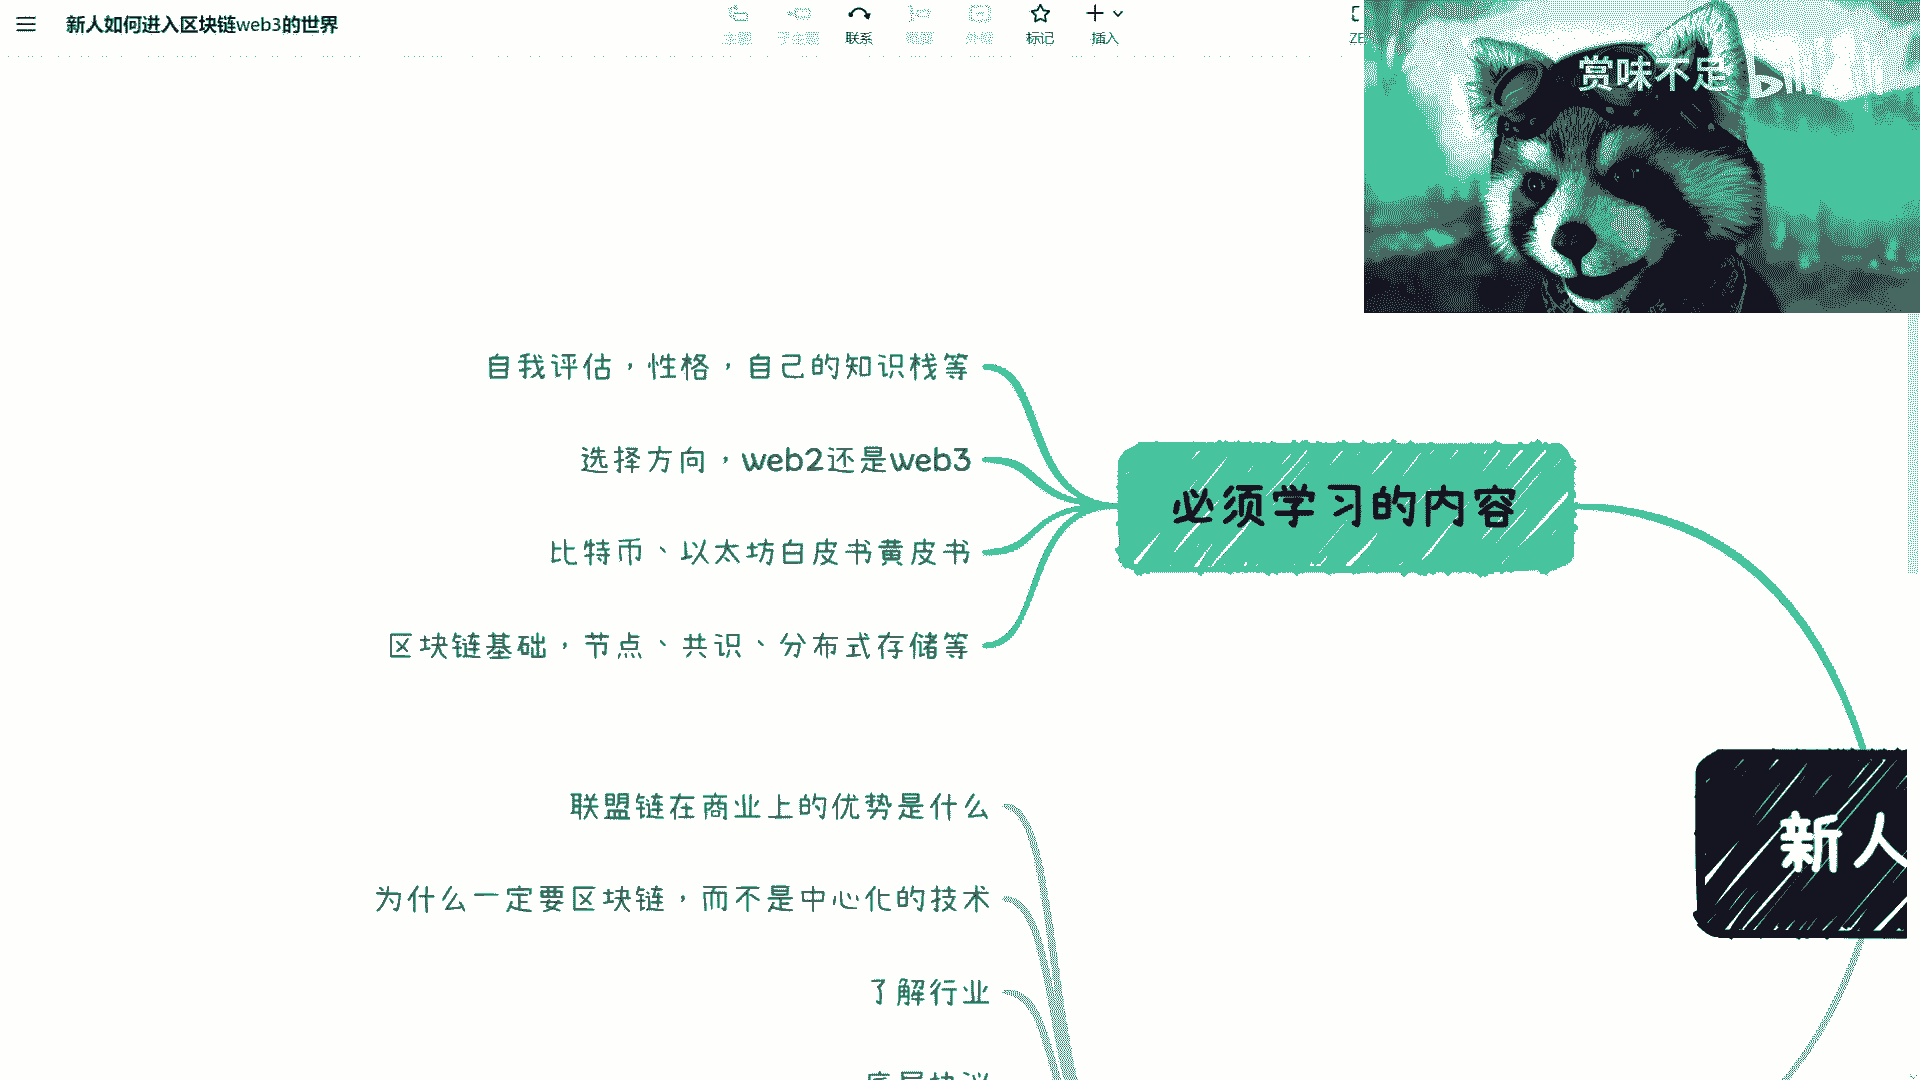 新人如何进入区块链web3的世界
主题
子主题
联系
概要
外框
标记
插入
ZE
赏味不足
自我评估，性格，自己的知识栈等
选择方向，web2还是web3
必须学习的内容
比特币、以太坊白皮书黄皮书
区块链基础，节点、共识、分布式存储等
联盟链在商业上的优势是什么
新人
为什么一定要区块链，而不是中心化的技术
了解行业
底层协议